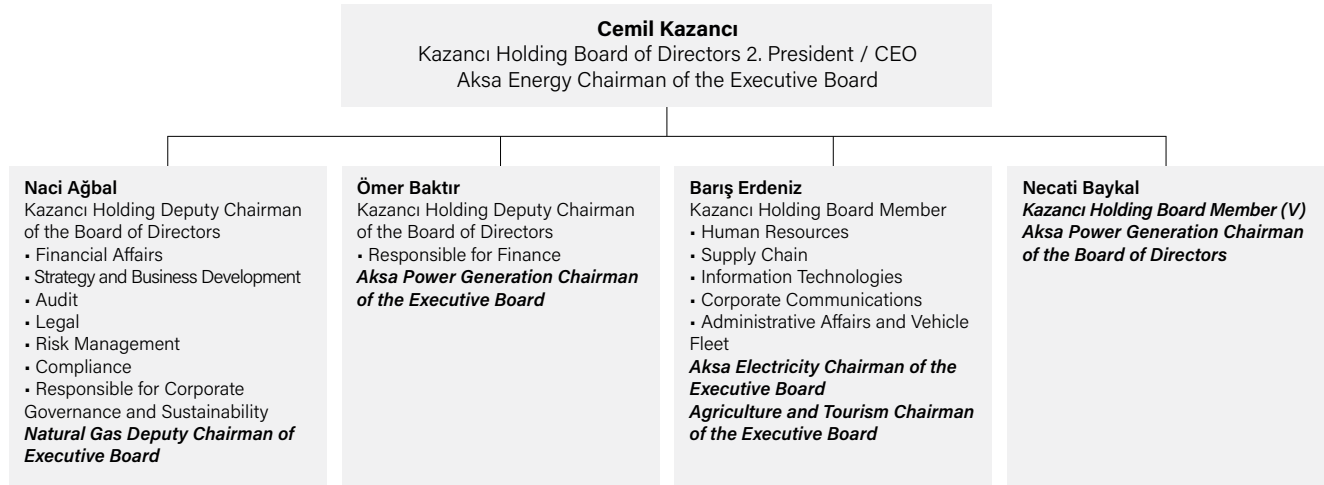 Cemil Kazancı
Kazancı Holding Board of Directors 2. President / CEO
Aksa Energy Chairman of the Executive Board
Naci Ağbal
Kazancı Holding Deputy Chairman
of the Board of Directors
▪ Financial Affairs
▪ Strategy and Business Development
▪ Audit
▪ Legal
▪ Risk Management
▪ Compliance
▪ Responsible for Corporate
Governance and Sustainability
Natural Gas Deputy Chairman of
Executive Board
Ömer Baktır
Kazancı Holding Deputy Chairman
of the Board of Directors
▪ Responsible for Finance
Aksa Power Generation Chairman
of the Executive Board
Barış Erdeniz
Kazancı Holding Board Member
▪ Human Resources
▪ Supply Chain
▪ Information Technologies
▪ Corporate Communications
▪ Administrative Affairs and Vehicle
Fleet
Aksa Electricity Chairman of the
Executive Board
Agriculture and Tourism Chairman
of the Executive Board
Necati Baykal
Kazancı Holding Board Member (V)
Aksa Power Generation Chairman
of the Board of Directors